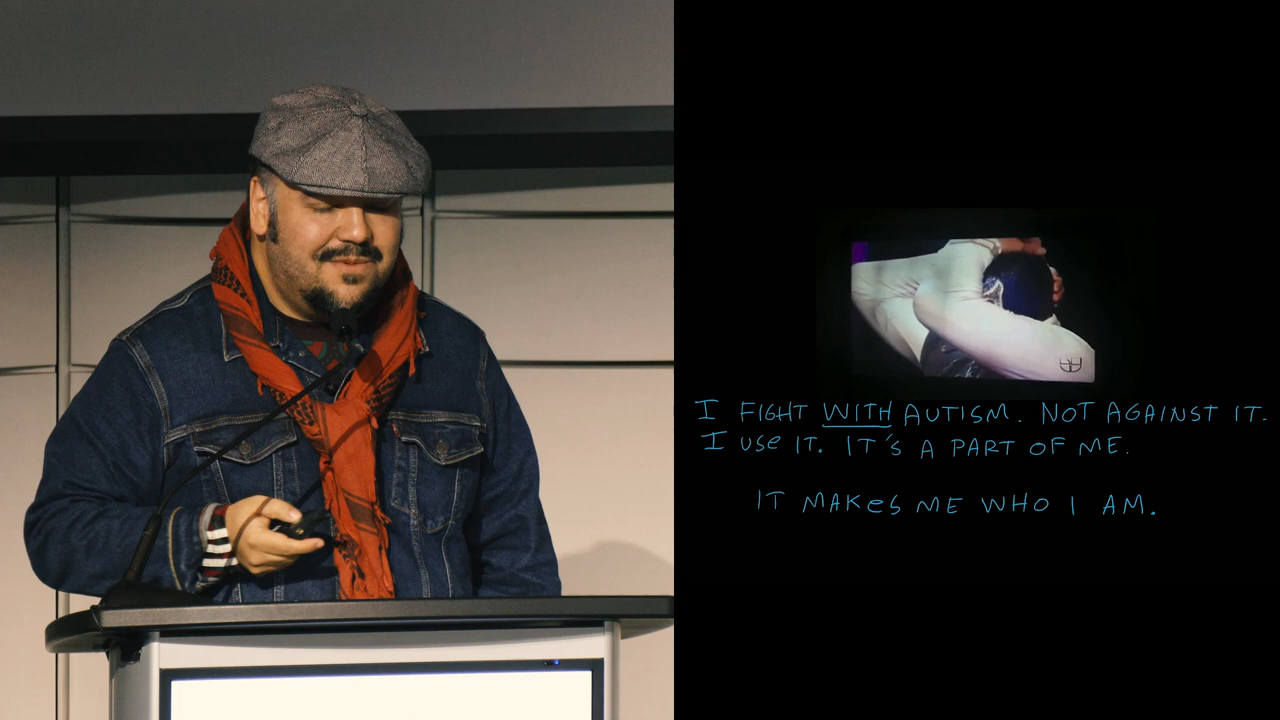 I FIGHT WITH AUTISM. NOT AGAINST IT.
I USe IT. IT'S A PART OF ME.
IT MAKeS ME WHO I AM.